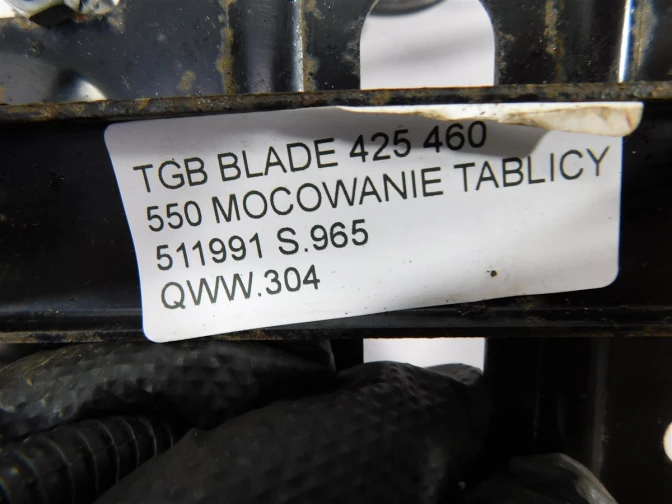 TGB BLADE 425 460
550 MOCOWANIE TABLICY
511991 S.965
QWW.304